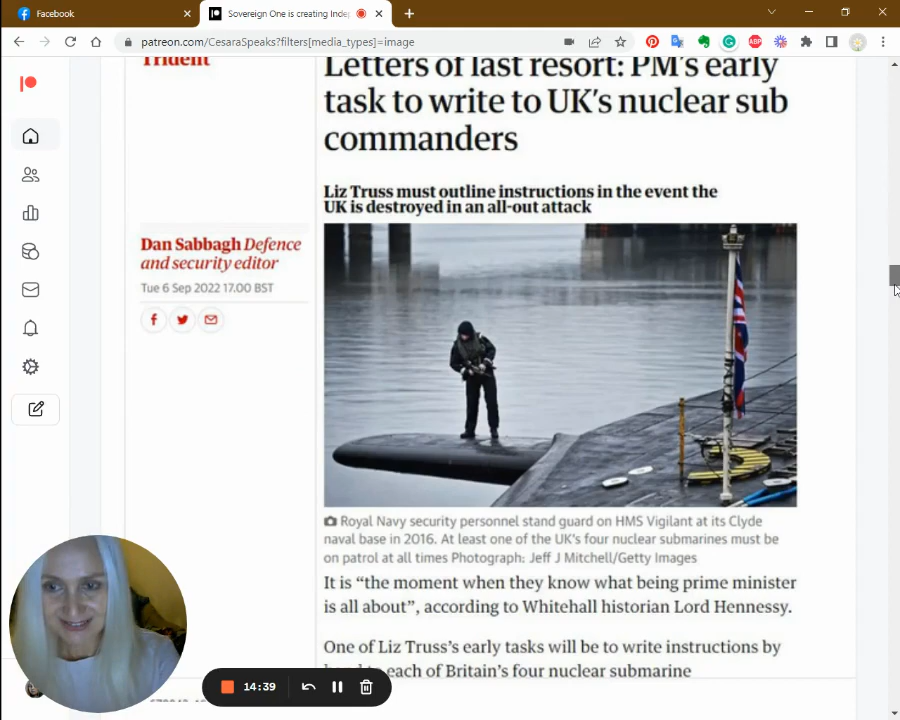 Facebook
Sovereign One is creating Inde
patreon.com/CesaraSpeaks?filters[media_types]=image
ABP
Trident
Letters of last resort: PM's early
task to write to UK's nuclear sub
commanders
Liz Truss must outline instructions in the event the
UK is destroyed in an all-out attack
Dan Sabbagh Defence
and security editor
Tue 6 Sep 2022 17.00 BST
Royal Navy security personnel stand guard on HMS Vigilant at its Clyde
naval base in 2016. At least one of the UK's four nuclear submarines must be
on patrol at all times Photograph: Jeff J Mitchell/Getty Images
It is “the moment when they know what being prime minister
is all about”, according to Whitehall historian Lord Hennessy.
One of Liz Truss's early tasks will be to write instructions by
hand to each of Britain's four nuclear submarine
14:39